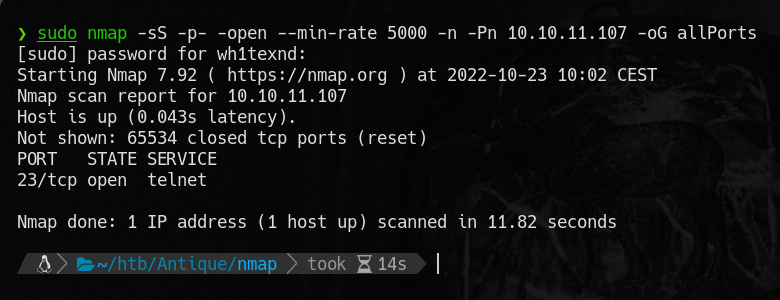 ❯ sudo nmap -sS -p- -open --min-rate 5000 -n -Pn 10.10.11.107 -oG allPorts
[sudo] password for wh1texnd:
Starting Nmap 7.92 ( https://nmap.org ) at 2022-10-23 10:02 CEST
Nmap scan report for 10.10.11.107
Host is up (0.043s latency).
Not shown: 65534 closed tcp ports (reset)
PORT   STATE SERVICE
23/tcp open  telnet
Nmap done: 1 IP address (1 host up) scanned in 11.82 seconds
~/htb/Antique/nmap took 14s